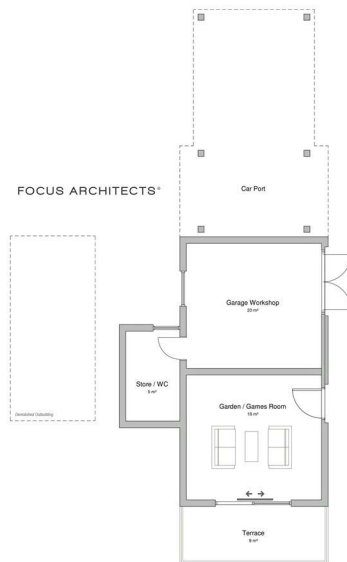 Car Port
FOCUS ARCHITECTS®
Garage Workshop
20 m²
Store / WC
5 m²
Garden / Games Room
18 m²
Demolished Outbuilding
Terrace
9 m²